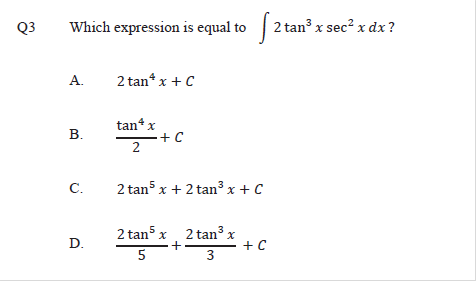 Q3 Which expression is equal to ∫ 2 tan³ x sec² x dx ?
A. 2 tan⁴ x + C
B. tan⁴ x / 2 + C
C. 2 tan⁵ x + 2 tan³ x + C
D. 2 tan⁵ x / 5 + 2 tan³ x / 3 + C